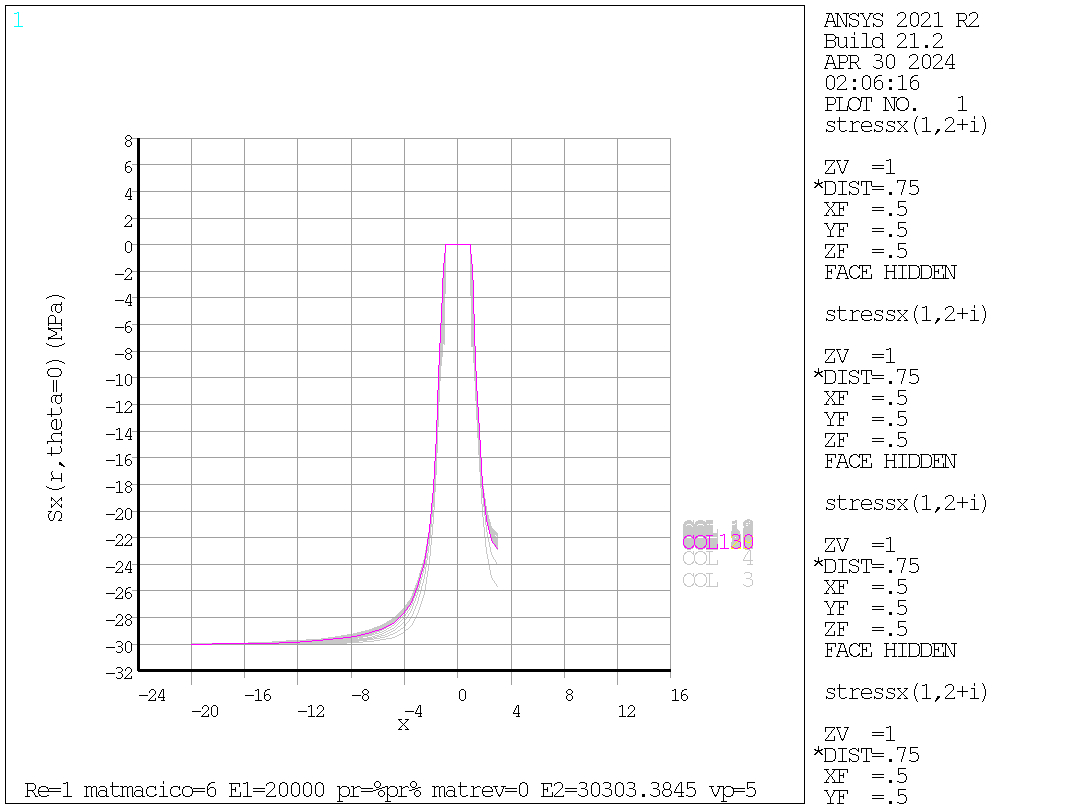 1
ANSYS 2021 R2
Build 21.2
APR 30 2024
02:06:16
PLOT NO. 1
stressx(1,2+i)
ZV =1
*DIST=.75
XF =.5
YF =.5
ZF =.5
FACE HIDDEN
stressx(1,2+i)
ZV =1
*DIST=.75
XF =.5
YF =.5
ZF =.5
FACE HIDDEN
stressx(1,2+i)
ZV =1
*DIST=.75
XF =.5
YF =.5
ZF =.5
FACE HIDDEN
stressx(1,2+i)
ZV =1
*DIST=.75
XF =.5
YF =.5
Sx(r,theta=0)(MPa)
8
6
4
2
0
-2
-4
-6
-8
-10
-12
-14
-16
-18
-20
-22
-24
-26
-28
-30
-32
COL130
COL 4
COL 3
-24 -16 -8 0 8 16
-20 -12 -4 4 12
X
Re=1 matmacico=6 E1=20000 pr=%pr% matrev=0 E2=30303.3845 vp=5